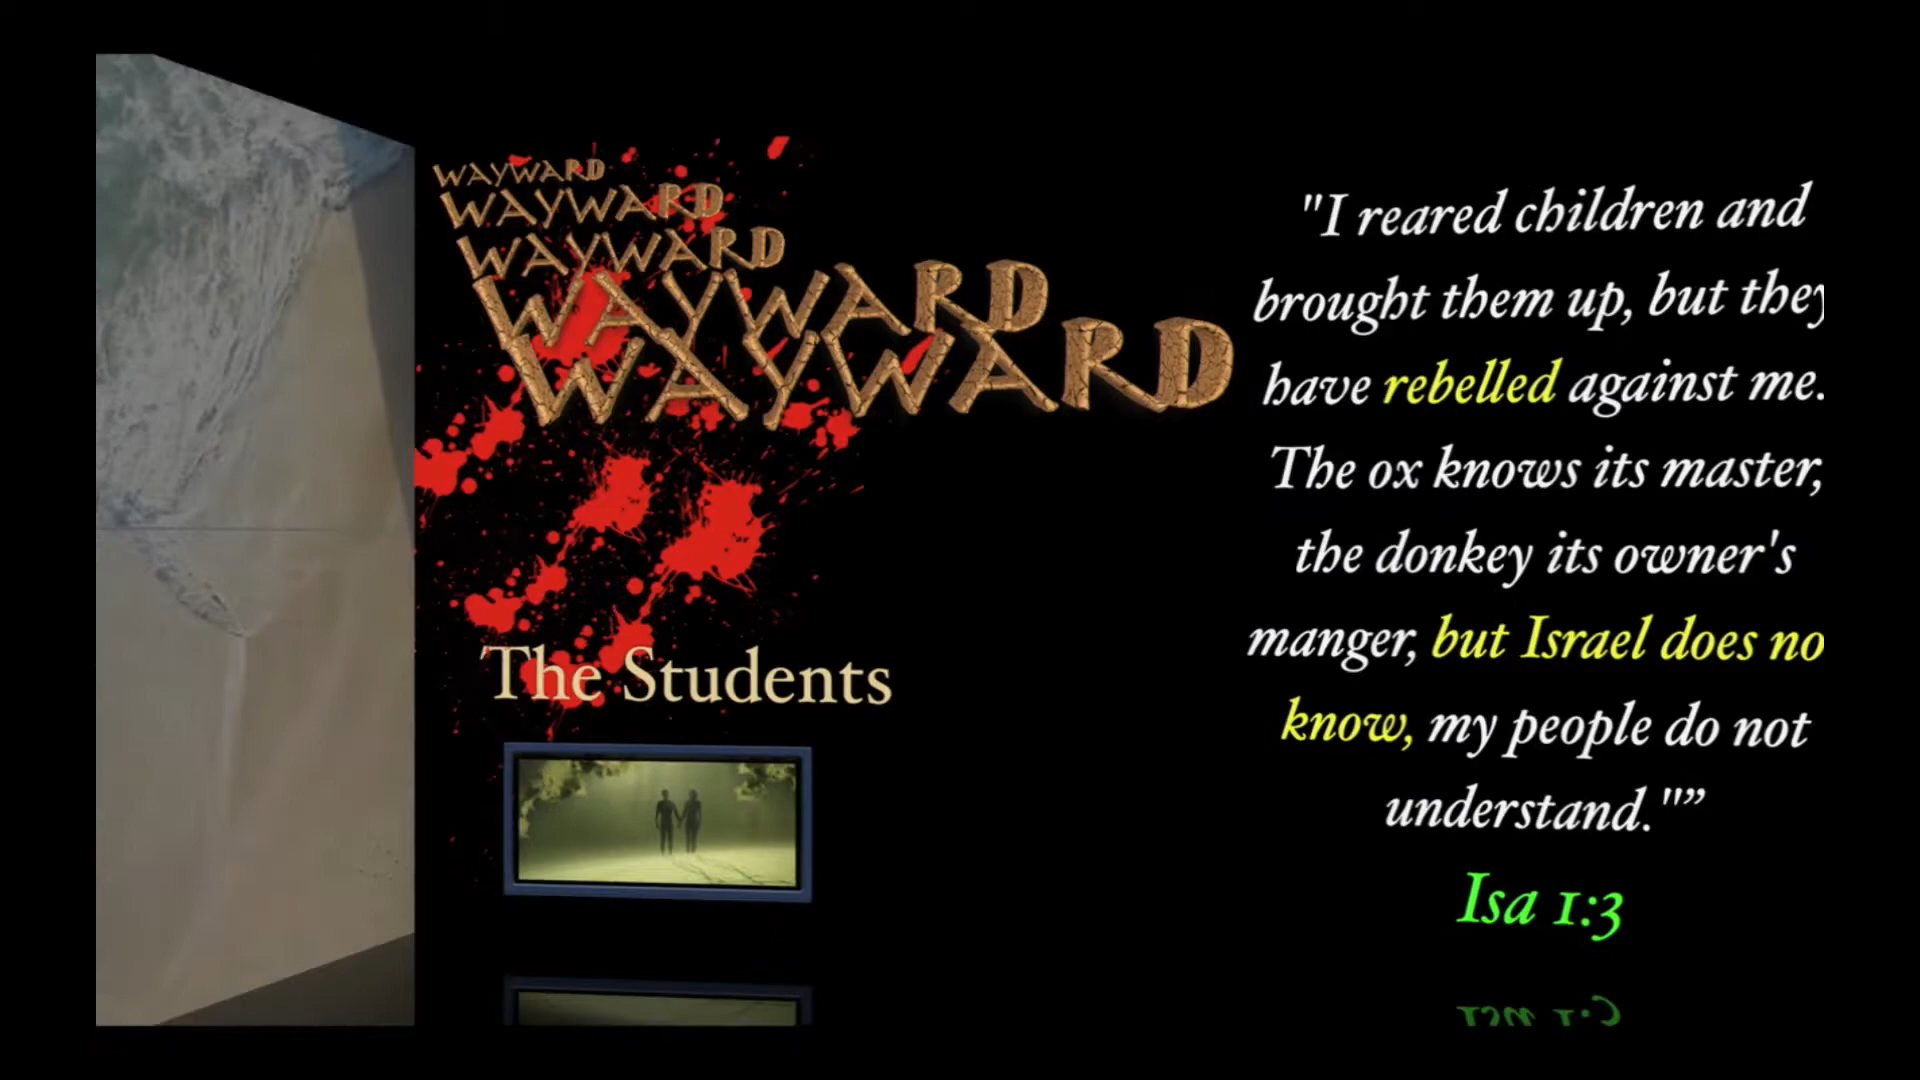 WAYWARD
WAYWARD
WAYWARD
WAYWARD
WAYWARD
The Students
"I reared children and
brought them up, but they
have rebelled against me.
The ox knows its master,
the donkey its owner's
manger, but Israel does no
know, my people do not
understand."”
Isa 1:3